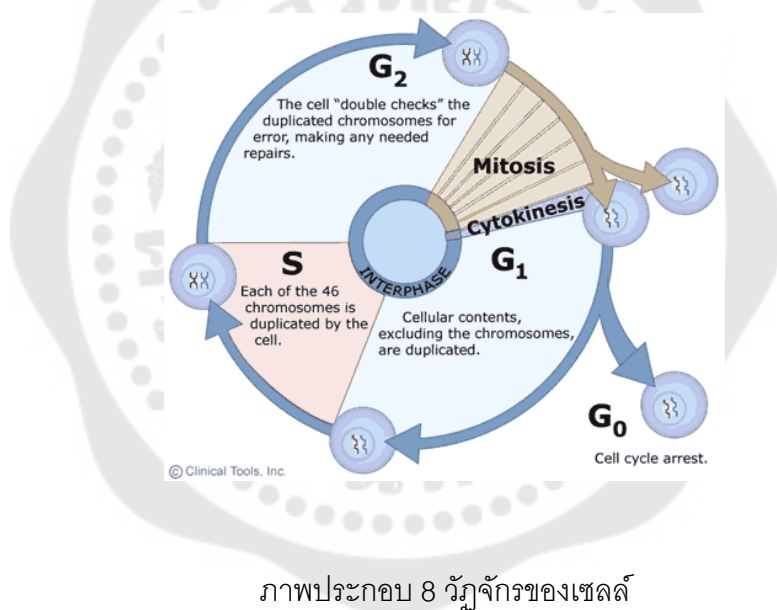 G2
The cell "double checks" the
duplicated chromosomes for
error, making any needed
repairs.
Mitosis
Cytokinesis
S
Each of the 46
chromosomes is
duplicated by the
cell.
INTERPHASE
G1
Cellular contents,
excluding the chromosomes,
are duplicated.
G0
Cell cycle arrest.
© Clinical Tools, Inc.
ภาพประกอบ 8 วัฏจักรของเซลล์